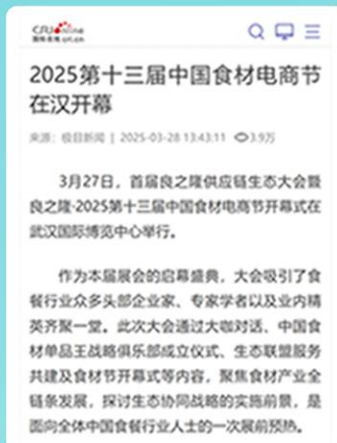 CRI online
国际在线 cri.cn
2025第十三届中国食材电商节
在汉开幕
来源：极目新闻 | 2025-03-28 13:43:11 3.9万
3月27日，首届良之隆供应链生态大会暨
良之隆·2025第十三届中国食材电商节开幕式在
武汉国际博览中心举行。
作为本届展会的启幕盛典，大会吸引了食
餐行业众多头部企业家、专家学者以及业内精
英齐聚一堂。此次大会通过大咖对话、中国食
材单品王战略俱乐部成立仪式、生态联盟服务
共建及食材节开幕式等内容，聚焦食材产业全
链条发展，探讨生态协同战略的实施前景，是
面向全体中国食餐行业人士的一次展前预热。